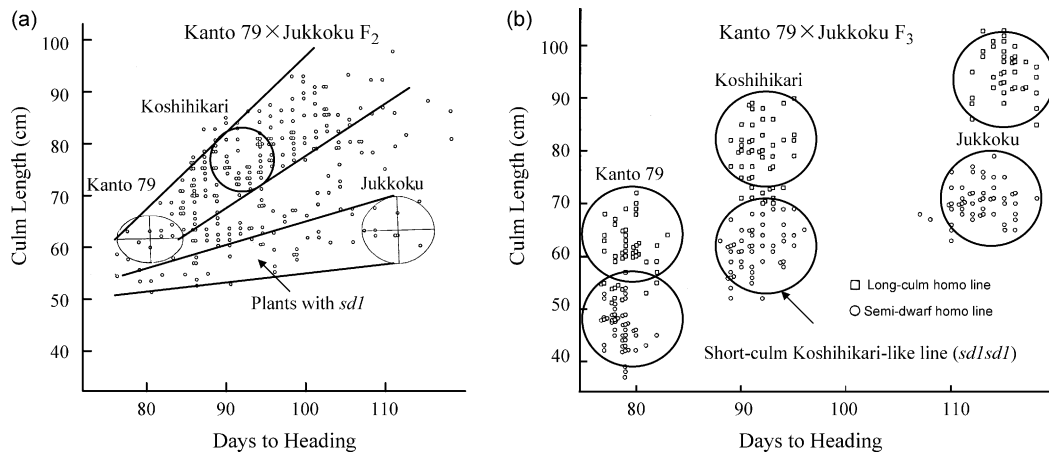 (a)
Kanto 79×Jukkoku F2
100
90
80
70
60
50
40
Culm Length (cm)
Koshihikari
Kanto 79
Jukkoku
Plants with sd1
80
90
100
110
Days to Heading
(b)
Kanto 79×Jukkoku F3
100
90
80
70
60
50
40
Culm Length (cm)
Koshihikari
Kanto 79
Jukkoku
Long-culm homo line
Semi-dwarf homo line
Short-culm Koshihikari-like line (sd1sd1)
80
90
100
110
Days to Heading